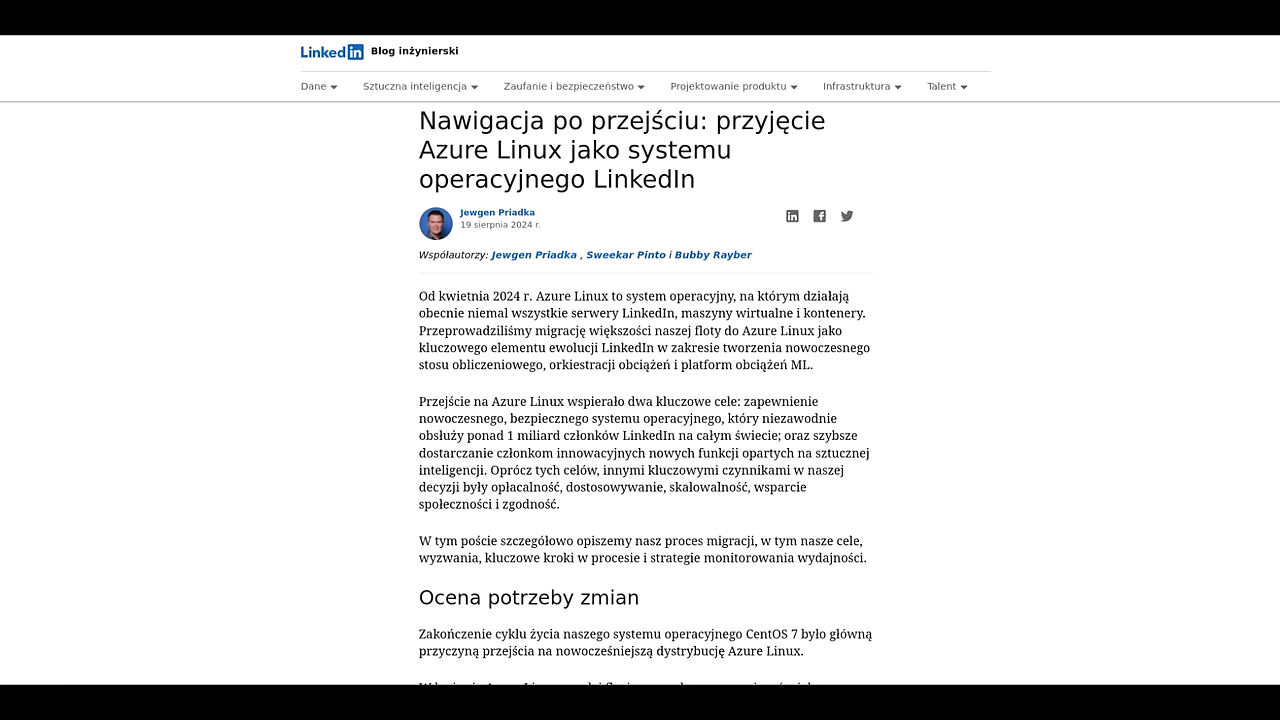 Linkedin Blog inżynierski
Dane Sztuczna inteligencja Zaufanie i bezpieczeństwo Projektowanie produktu Infrastruktura Talent
Nawigacja po przejściu: przyjęcie
Azure Linux jako systemu
operacyjnego LinkedIn
Jewgen Priadka
19 sierpnia 2024 r.
Współautorzy: Jewgen Priadka , Sweekar Pinto i Bubby Rayber
Od kwietnia 2024 r. Azure Linux to system operacyjny, na którym działają
obecnie niemal wszystkie serwery LinkedIn, maszyny wirtualne i kontenery.
Przeprowadziliśmy migrację większości naszej floty do Azure Linux jako
kluczowego elementu ewolucji LinkedIn w zakresie tworzenia nowoczesnego
stosu obliczeniowego, orkiestracji obciążeń i platform obciążeń ML.
Przejście na Azure Linux wspierało dwa kluczowe cele: zapewnienie
nowoczesnego, bezpiecznego systemu operacyjnego, który niezawodnie
obsłuży ponad 1 miliard członków LinkedIn na całym świecie; oraz szybsze
dostarczanie członkom innowacyjnych nowych funkcji opartych na sztucznej
inteligencji. Oprócz tych celów, innymi kluczowymi czynnikami w naszej
decyzji były opłacalność, dostosowywanie, skalowalność, wsparcie
społeczności i zgodność.
W tym poście szczegółowo opiszemy nasz proces migracji, w tym nasze cele,
wyzwania, kluczowe kroki w procesie i strategie monitorowania wydajności.
Ocena potrzeby zmian
Zakończenie cyklu życia naszego systemu operacyjnego CentOS 7 było główną
przyczyną przejścia na nowocześniejszą dystrybucję Azure Linux.